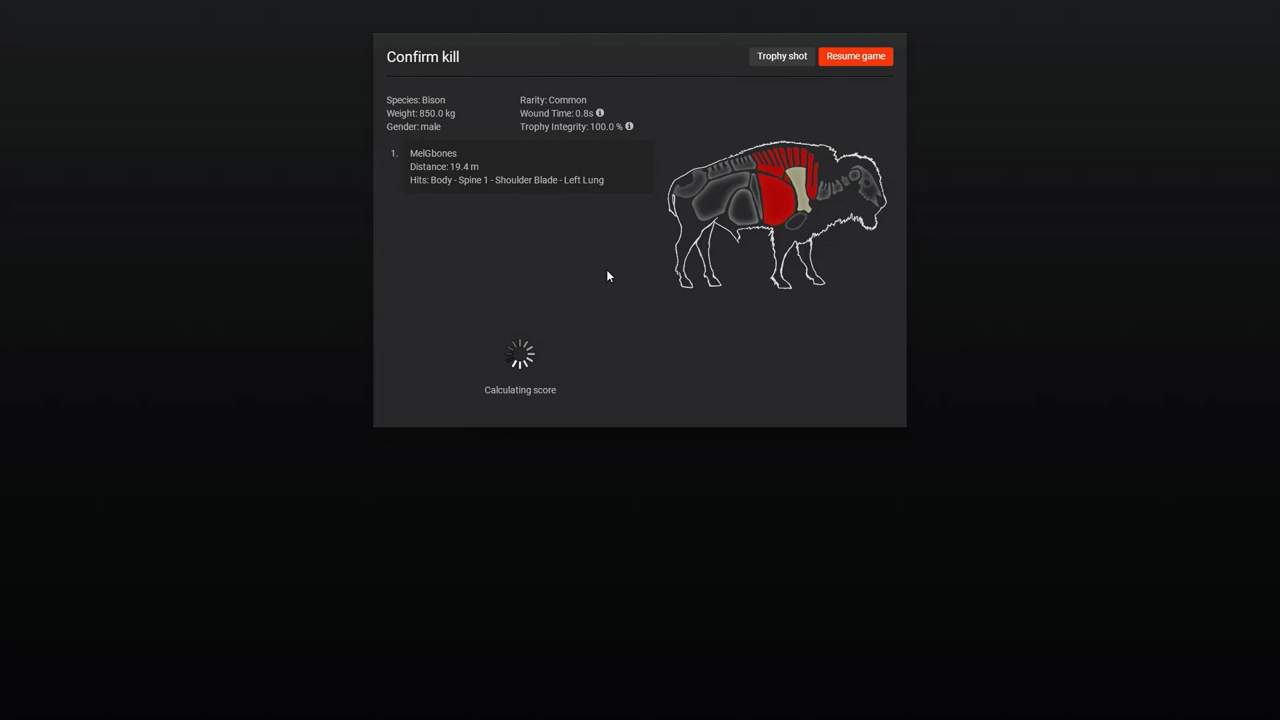 Confirm kill
Trophy shot
Resume game
Species: Bison
Rarity: Common
Weight: 850.0 kg
Wound Time: 0.8s
Gender: male
Trophy Integrity: 100.0 %
1. MelGbones
Distance: 19.4 m
Hits: Body - Spine 1 - Shoulder Blade - Left Lung
Calculating score